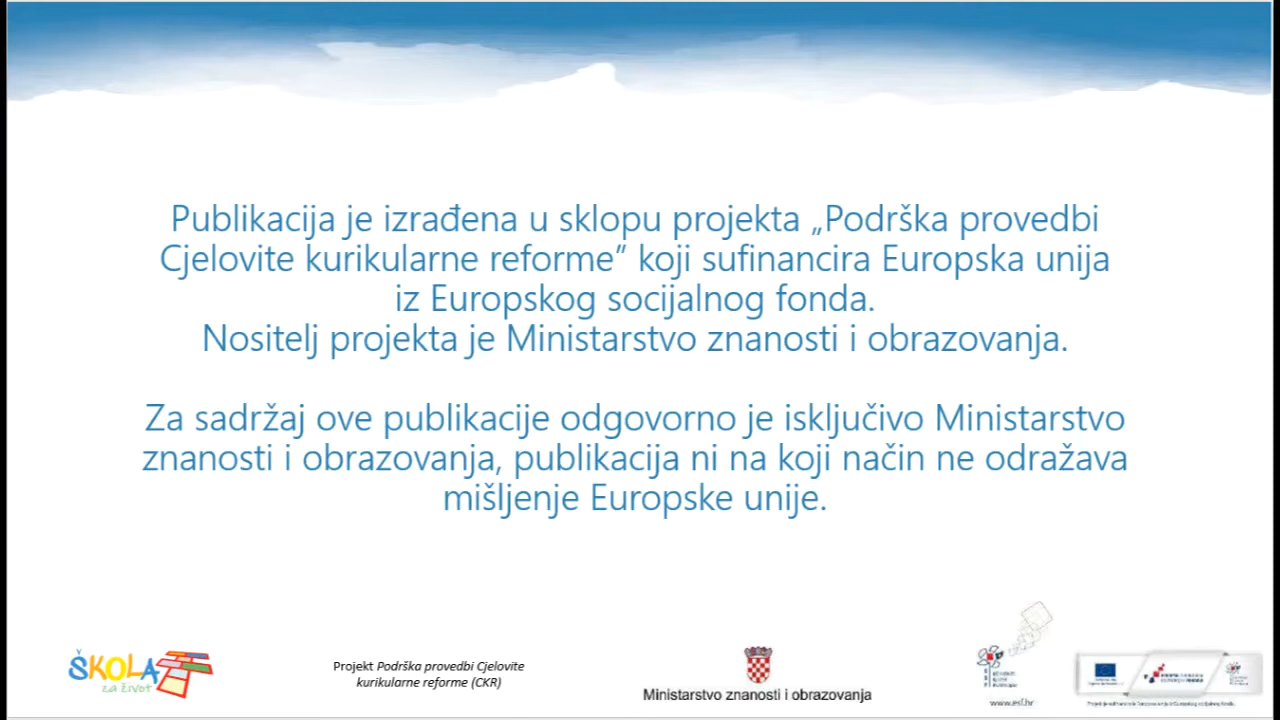 Publikacija je izrađena u sklopu projekta „Podrška provedbi
Cjelovite kurikularne reforme” koji sufinancira Europska unija
iz Europskog socijalnog fonda.
Nositelj projekta je Ministarstvo znanosti i obrazovanja.
Za sadržaj ove publikacije odgovorno je isključivo Ministarstvo
znanosti i obrazovanja, publikacija ni na koji način ne odražava
mišljenje Europske unije.
ŠKOLA
za život
Projekt Podrška provedbi Cjelovite
kurikularne reforme (CKR)
Ministarstvo znanosti i obrazovanja
www.esf.hr